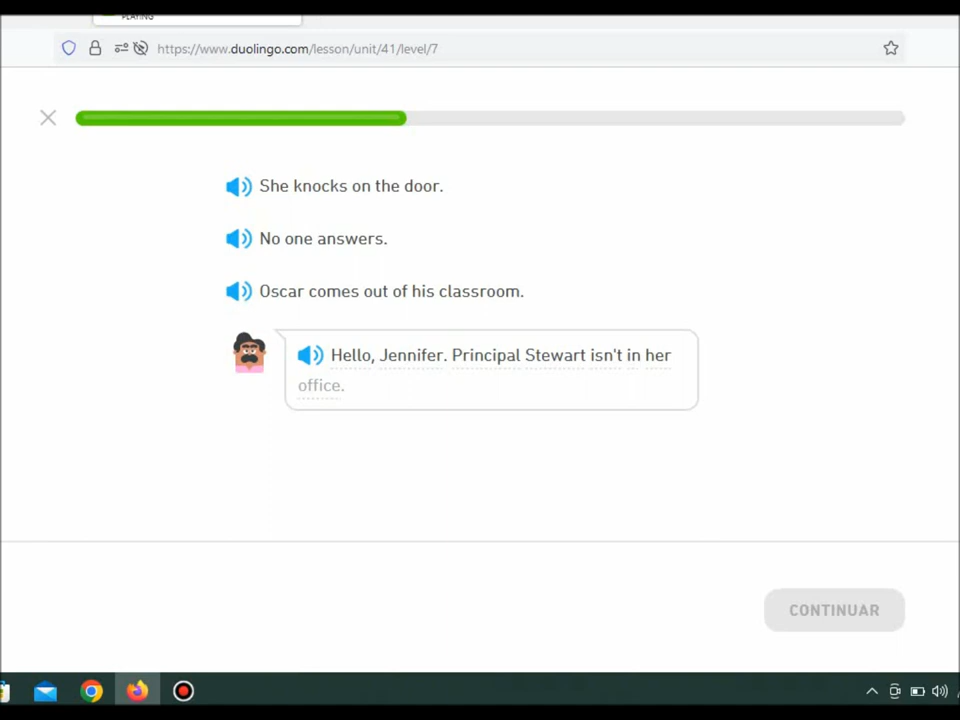 PLAYING
https://www.duolingo.com/lesson/unit/41/level/7
She knocks on the door.
No one answers.
Oscar comes out of his classroom.
Hello, Jennifer. Principal Stewart isn't in her
office.
CONTINUAR